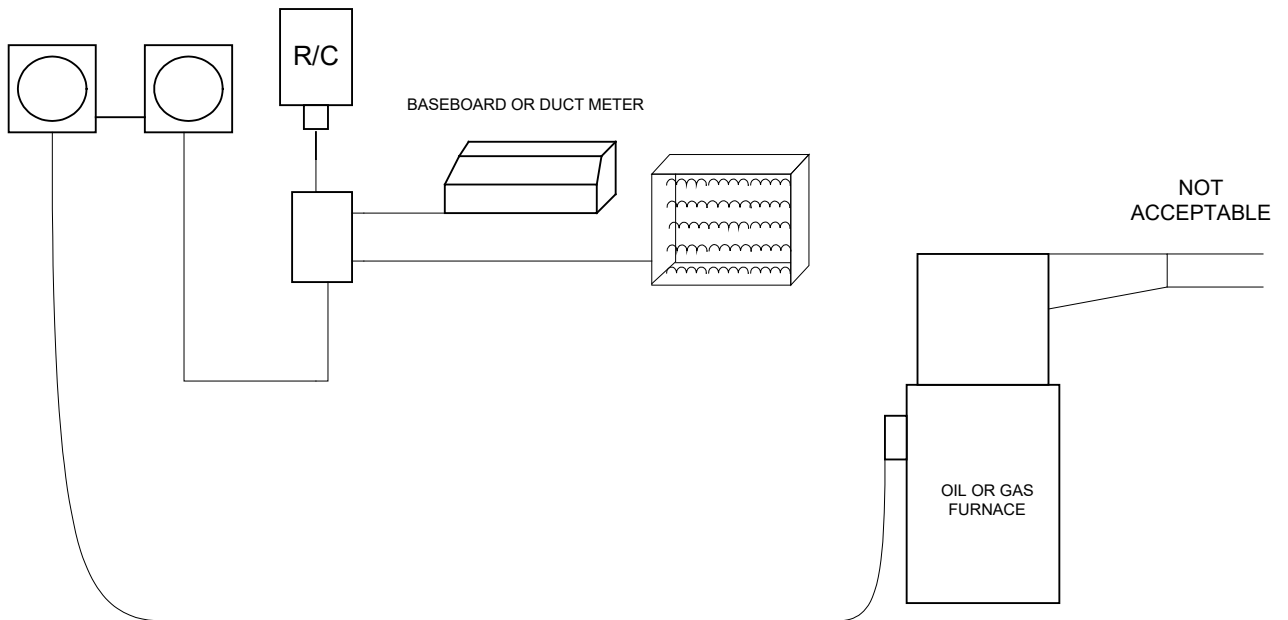 R/C
BASEBOARD OR DUCT METER
NOT
ACCEPTABLE
OIL OR GAS
FURNACE